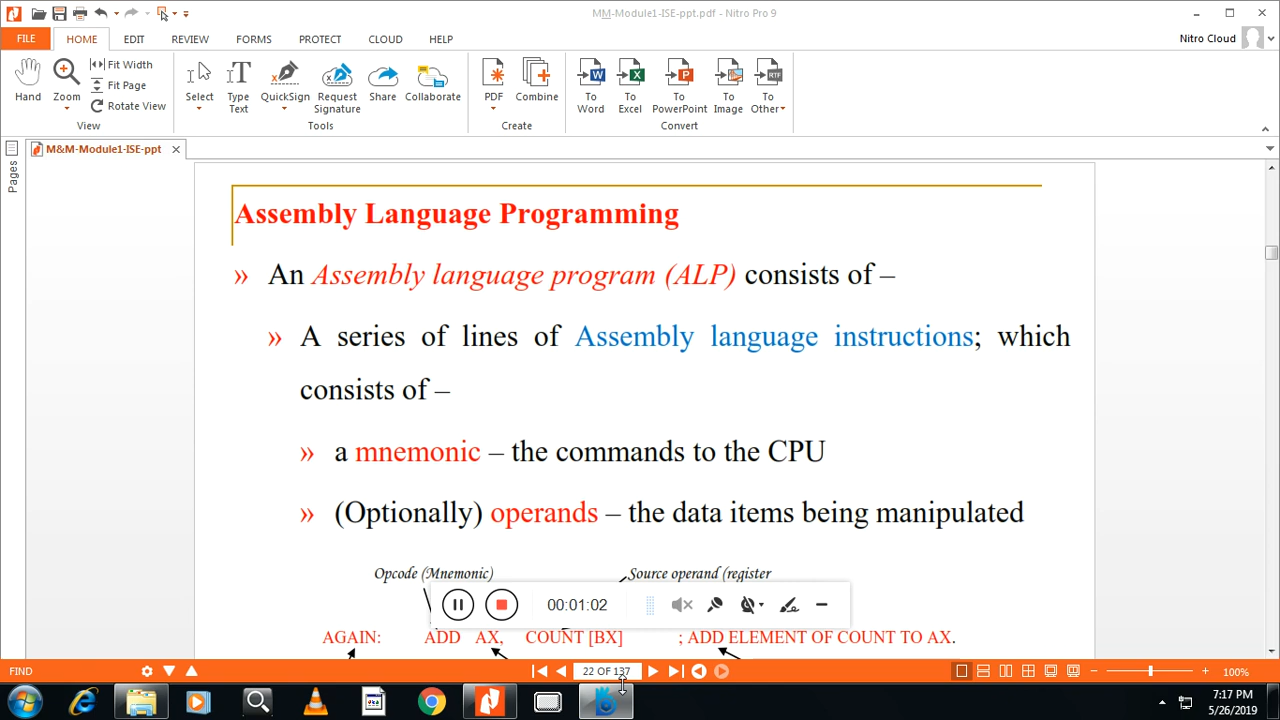 MM-Module1-ISE-ppt.pdf - Nitro Pro 9
FILE HOME EDIT REVIEW FORMS PROTECT CLOUD HELP Nitro Cloud
Hand Zoom Fit Width Fit Page Rotate View Select Type Text QuickSign Request Signature Share Collaborate PDF Combine To Word To Excel To PowerPoint To Image To Other
View Tools Create Convert
M&M-Module1-ISE-ppt
Pages
Assembly Language Programming
» An Assembly language program (ALP) consists of –
» A series of lines of Assembly language instructions; which
consists of –
» a mnemonic – the commands to the CPU
» (Optionally) operands – the data items being manipulated
Opcode (Mnemonic) Source operand (register
00:01:02
AGAIN: ADD AX, COUNT [BX] ; ADD ELEMENT OF COUNT TO AX.
FIND 22 OF 137 100%
7:17 PM
5/26/2019